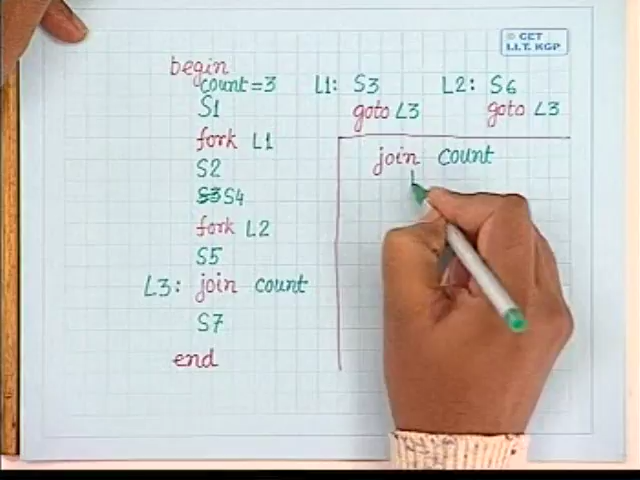 © CET
I.I.T. KGP
begin
count=3
S1
fork L1
S2
S4
fork L2
S5
L3: join count
S7
end
L1: S3
goto L3
L2: S6
goto L3
join count